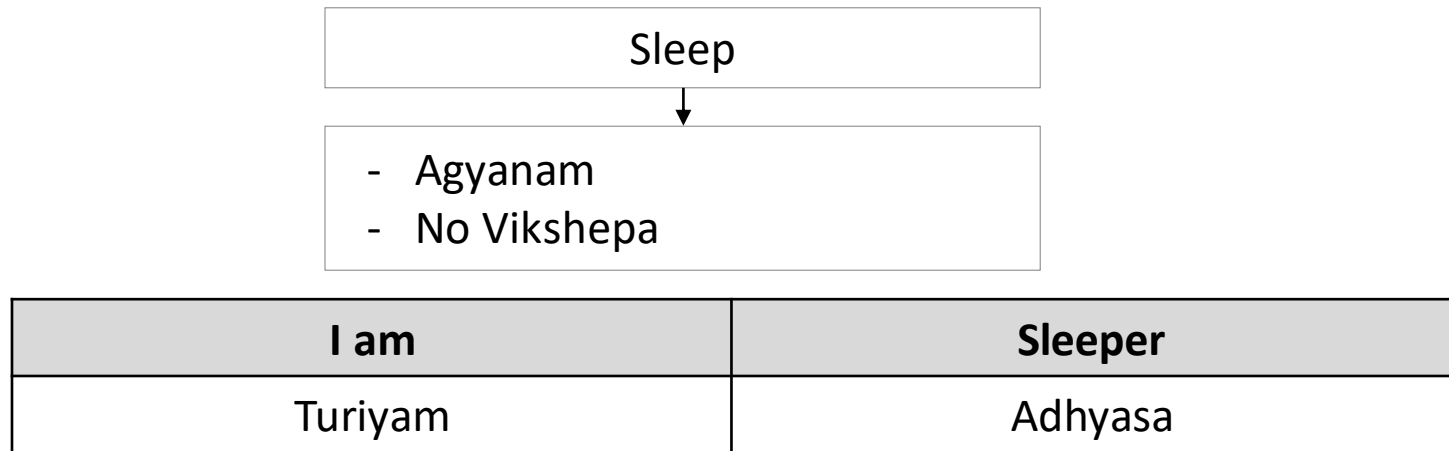 Sleep
- Agyanam
- No Vikshepa
I am Sleeper
Turiyam Adhyasa